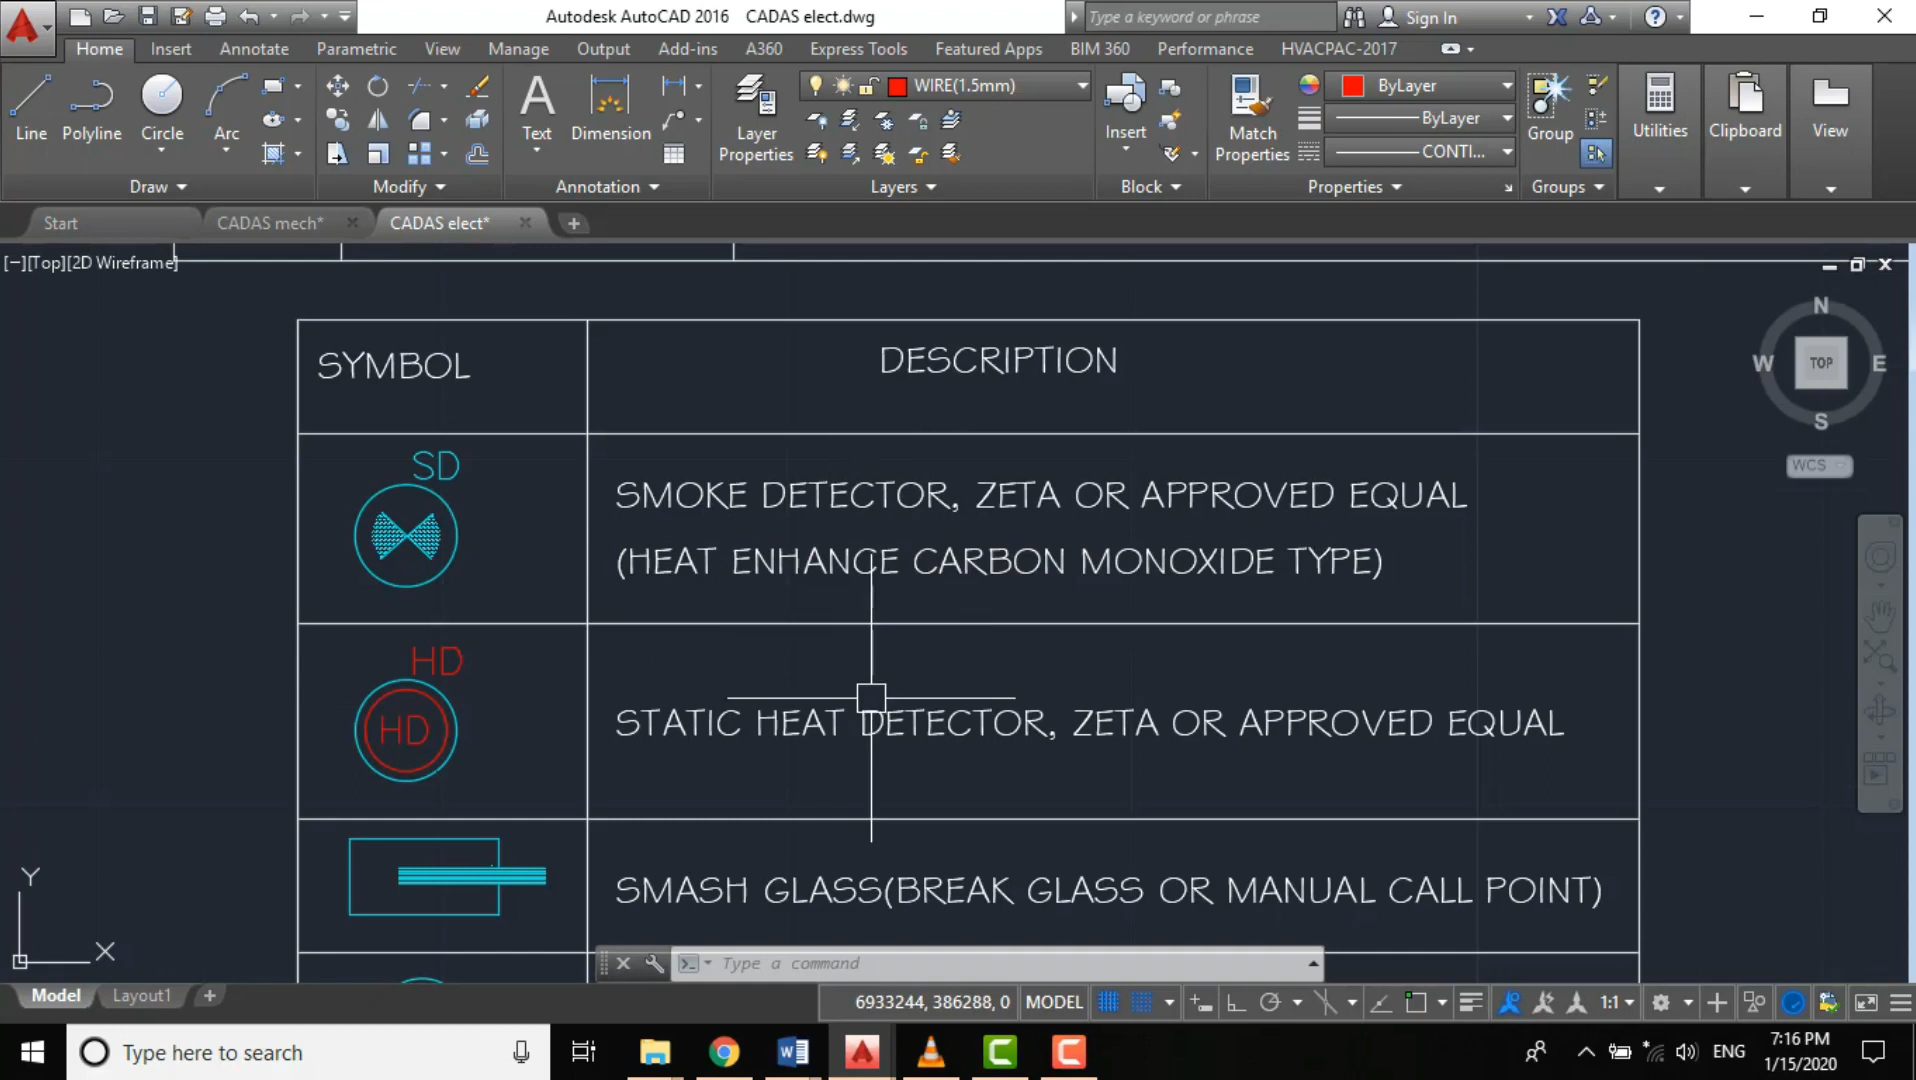 Autodesk AutoCAD 2016 CADAS elect.dwg
Type a keyword or phrase
Sign In
Home Insert Annotate Parametric View Manage Output Add-ins A360 Express Tools Featured Apps BIM 360 Performance HVACPAC-2017
WIRE(1.5mm)
ByLayer
ByLayer
CONTI...
Line Polyline Circle Arc
Text Dimension
Layer Properties
Insert
Match Properties
Group
Utilities Clipboard View
Draw Modify Annotation Layers Block Properties Groups
Start CADAS mech* CADAS elect*
[−][Top][2D Wireframe]
SYMBOL DESCRIPTION
SD
SMOKE DETECTOR, ZETA OR APPROVED EQUAL
(HEAT ENHANCE CARBON MONOXIDE TYPE)
HD
HD
STATIC HEAT DETECTOR, ZETA OR APPROVED EQUAL
SMASH GLASS(BREAK GLASS OR MANUAL CALL POINT)
N
W TOP E
S
WCS
Y
X
Type a command
Model Layout1
6933244, 386288, 0 MODEL 1:1
Type here to search
ENG
7:16 PM
1/15/2020